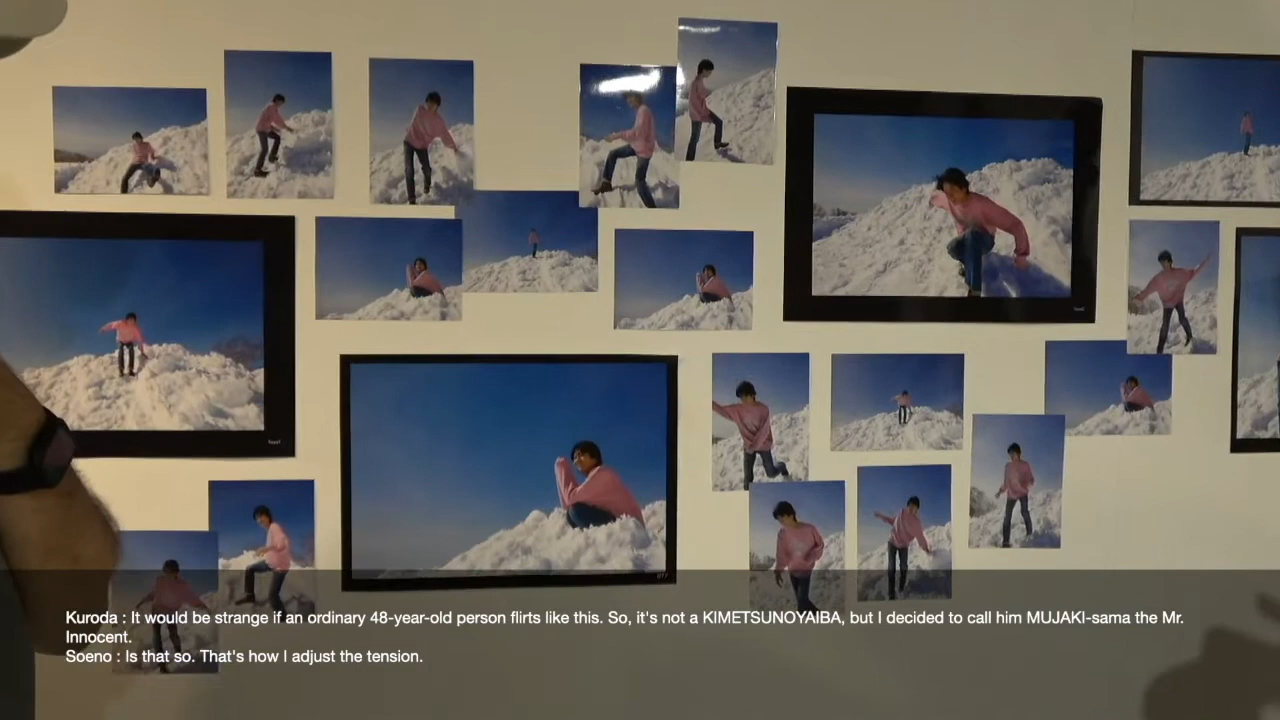 Kuroda : It would be strange if an ordinary 48-year-old person flirts like this. So, it's not a KIMETSUNOYAIBA, but I decided to call him MUJAKI-sama the Mr.
Innocent.
Soeno : Is that so. That's how I adjust the tension.